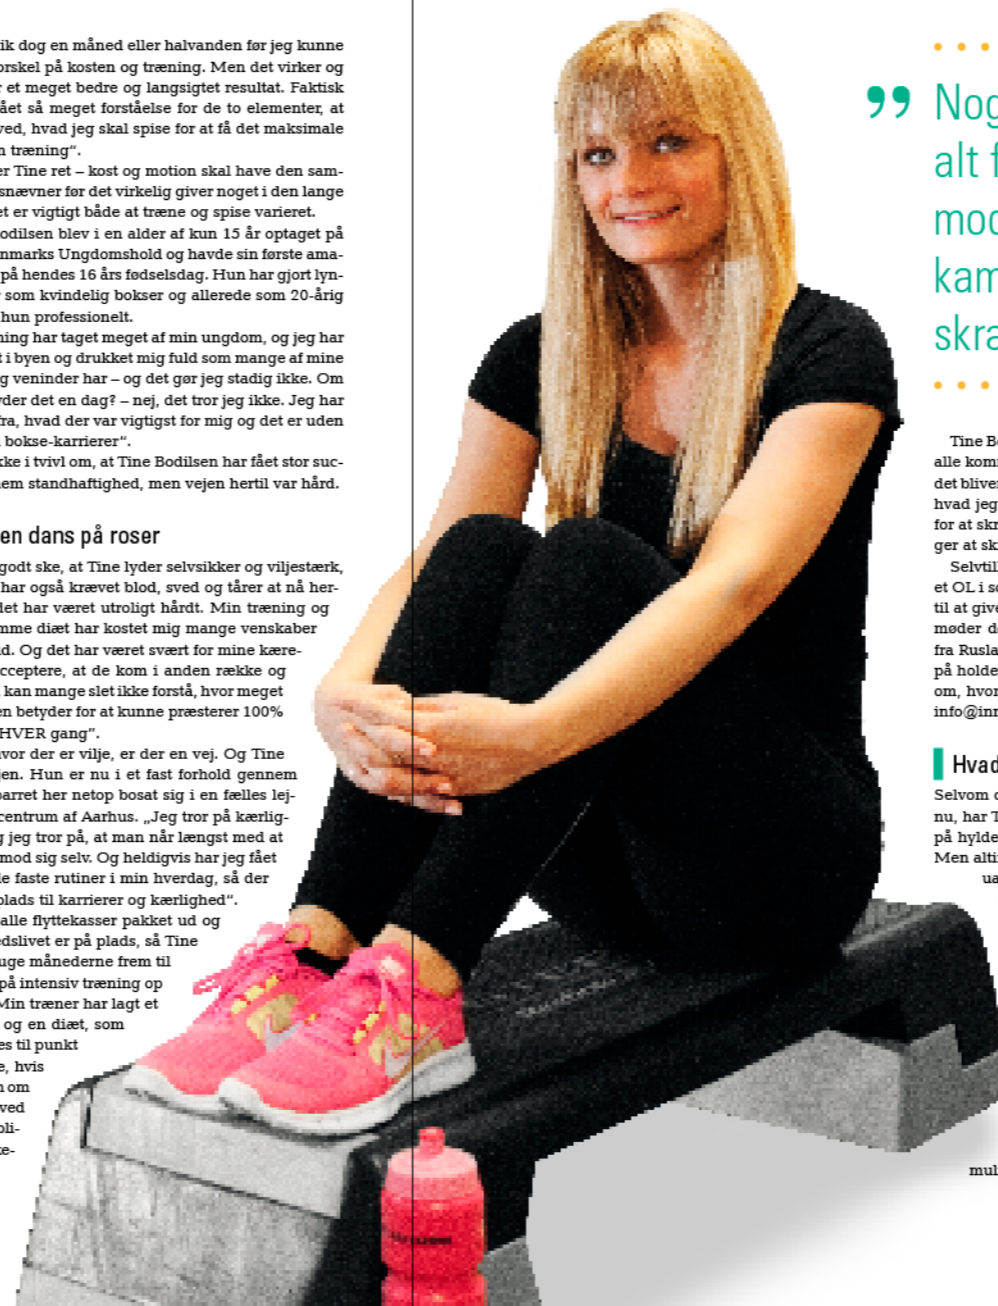 ik dog en måned eller halvanden før jeg kunne
orskel på kosten og træning. Men det virker og
r et meget bedre og langsigtet resultat. Faktisk
ået så meget forståelse for de to elementer, at
ved, hvad jeg skal spise for at få det maksimale
n træning“.
er Tine ret – kost og motion skal have den sam-
snævner før det virkelig giver noget i den lange
et er vigtigt både at træne og spise varieret.
odilsen blev i en alder af kun 15 år optaget på
nmarks Ungdomshold og havde sin første ama-
på hendes 16 års fødselsdag. Hun har gjort lyn-
r som kvindelig bokser og allerede som 20-årig
hun professionelt.
ning har taget meget af min ungdom, og jeg har
t i byen og drukket mig fuld som mange af mine
g veninder har – og det gør jeg stadig ikke. Om
yder det en dag? – nej, det tror jeg ikke. Jeg har
fra, hvad der var vigtigst for mig og det er uden
bokse-karrierer“.
ke i tvivl om, at Tine Bodilsen har fået stor suc-
em standhaftighed, men vejen hertil var hård.
en dans på roser
godt ske, at Tine lyder selvsikker og viljestærk,
har også krævet blod, sved og tårer at nå her-
det har været utroligt hårdt. Min træning og
mme diæt har kostet mig mange venskaber
d. Og det har været svært for mine kære-
cceptere, at de kom i anden række og
kan mange slet ikke forstå, hvor meget
en betyder for at kunne præsterer 100%
HVER gang“.
vor der er vilje, er der en vej. Og Tine
jen. Hun er nu i et fast forhold gennem
parret her netop bosat sig i en fælles lej-
centrum af Aarhus. „Jeg tror på kærlig-
g jeg tror på, at man når længst med at
mod sig selv. Og heldigvis har jeg fået
le faste rutiner i min hverdag, så der
plads til karrierer og kærlighed“.
alle flyttekasser pakket ud og
edslivet er på plads, så Tine
uge månederne frem til
på intensiv træning op
Min træner har lagt et
og en diæt, som
es til punkt
e, hvis
n om
ved
bli-
te-
❞ Nog
alt f
mod
kam
skra
Tine Bo
alle kom
det bliver
hvad jeg
for at skr
ger at sk
Selvtil
et OL i so
til at give
møder de
fra Rusla
på holde
om, hvor
info@inn
Hvad
Selvom d
nu, har T
på hylde
Men alti
ua
mul